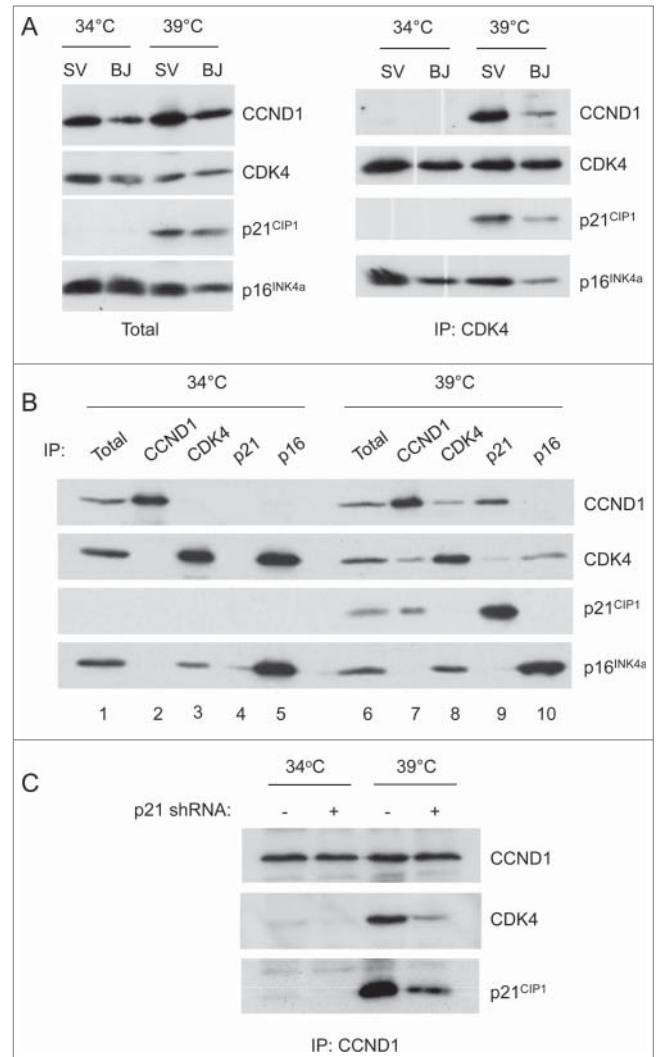 A
34°C 39°C 34°C 39°C
SV BJ SV BJ SV BJ SV BJ
CCND1 CCND1
CDK4 CDK4
p21CIP1 p21CIP1
p16INK4a p16INK4a
Total IP: CDK4
B
34°C 39°C
IP: Total CCND1 CDK4 p21 p16 Total CCND1 CDK4 p21 p16
CCND1
CDK4
p21CIP1
p16INK4a
1 2 3 4 5 6 7 8 9 10
C
34°C 39°C
p21 shRNA: - + - +
CCND1
CDK4
p21CIP1
IP: CCND1